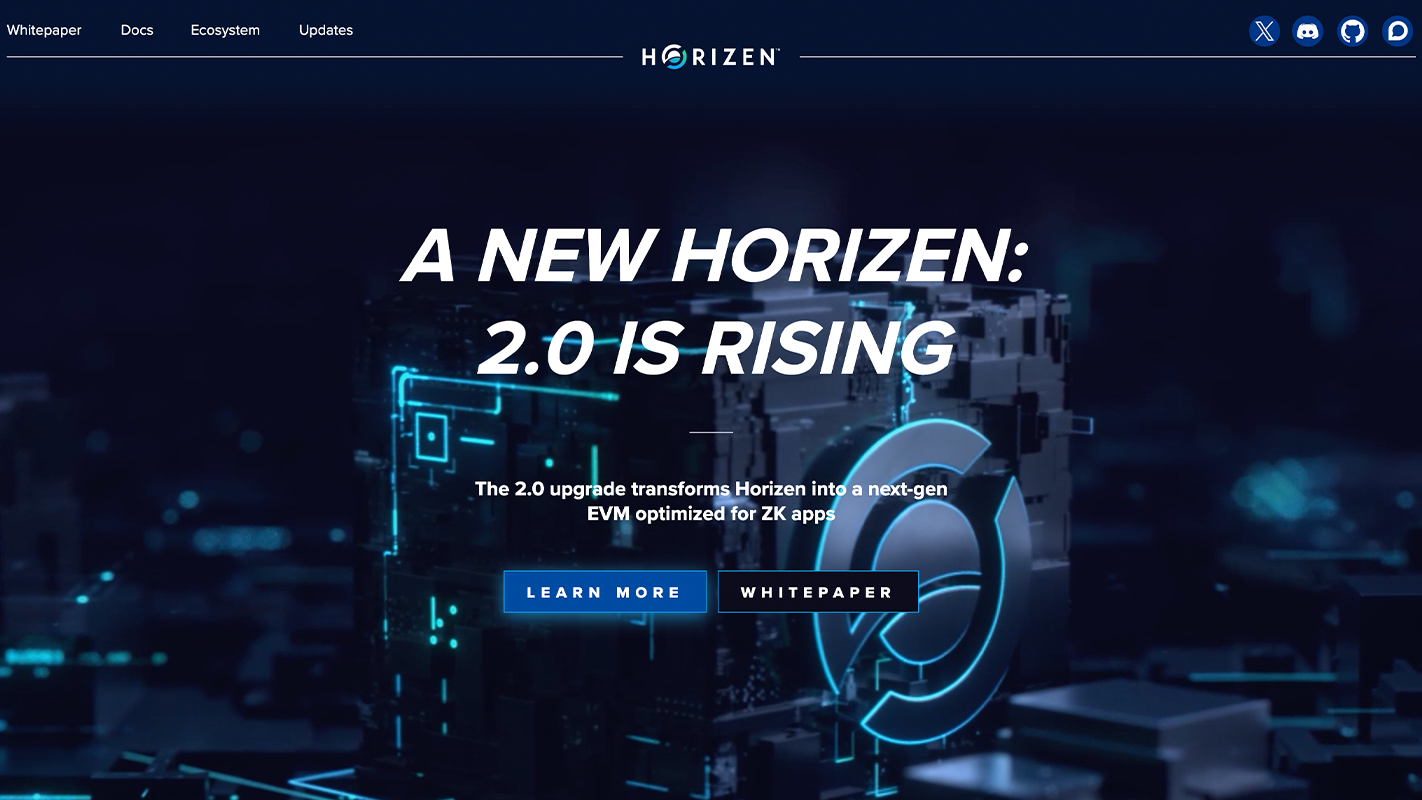 Whitepaper
Docs
Ecosystem
Updates
HORIZEN™
A NEW HORIZEN:
2.0 IS RISING
The 2.0 upgrade transforms Horizen into a next-gen
EVM optimized for ZK apps
LEARN MORE
WHITEPAPER